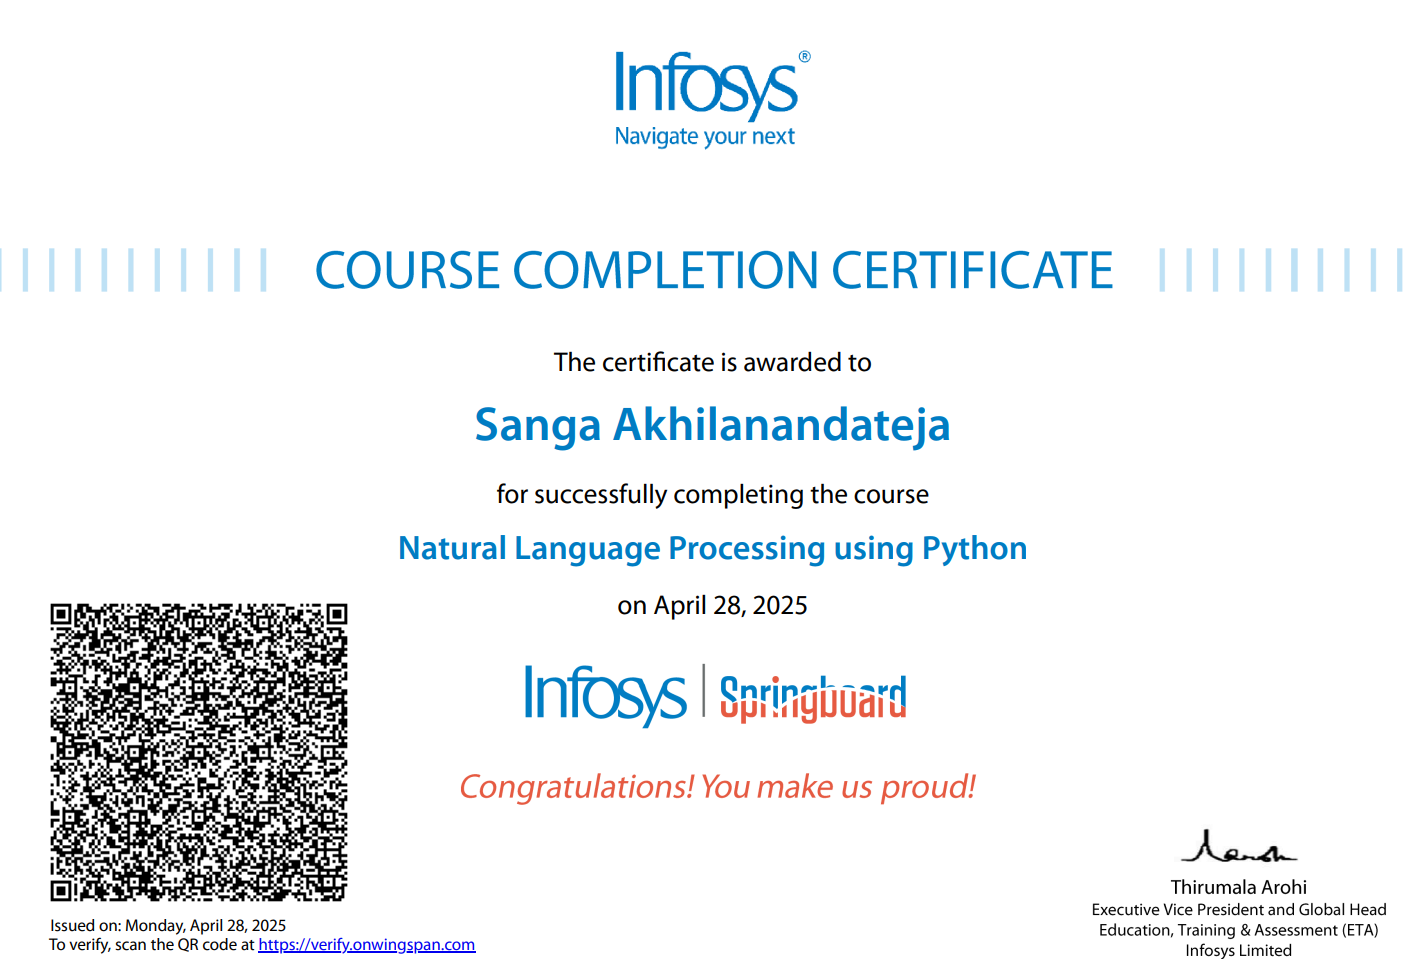 Infosys®
Navigate your next
COURSE COMPLETION CERTIFICATE
The certificate is awarded to
Sanga Akhilanandateja
for successfully completing the course
Natural Language Processing using Python
on April 28, 2025
Infosys | Springboard
Congratulations! You make us proud!
Issued on: Monday, April 28, 2025
To verify, scan the QR code at https://verify.onwingspan.com
Thirumala Arohi
Executive Vice President and Global Head
Education, Training & Assessment (ETA)
Infosys Limited